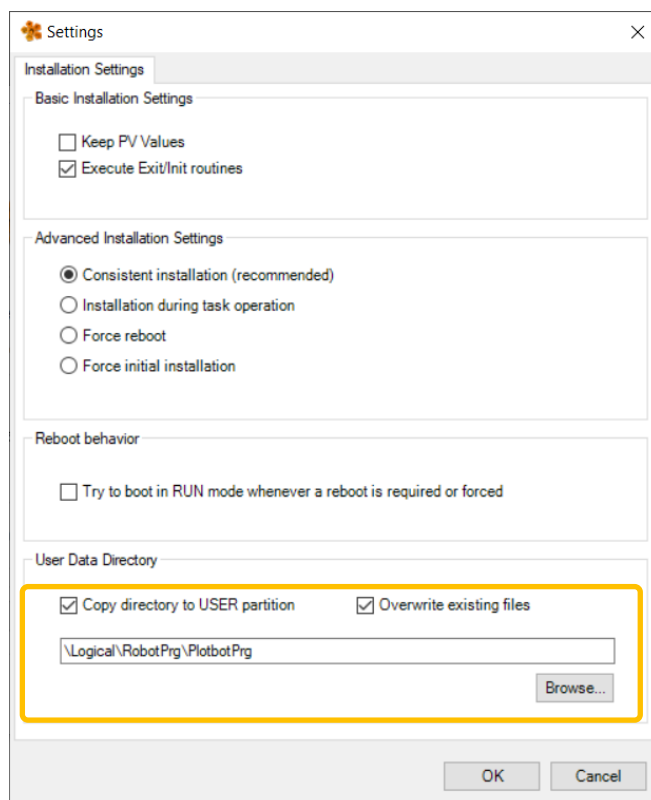 Settings
Installation Settings
Basic Installation Settings
Keep PV Values
Execute Exit/Init routines
Advanced Installation Settings
Consistent installation (recommended)
Installation during task operation
Force reboot
Force initial installation
Reboot behavior
Try to boot in RUN mode whenever a reboot is required or forced
User Data Directory
Copy directory to USER partition Overwrite existing files
\Logical\RobotPrg\PlotbotPrg
Browse...
OK Cancel